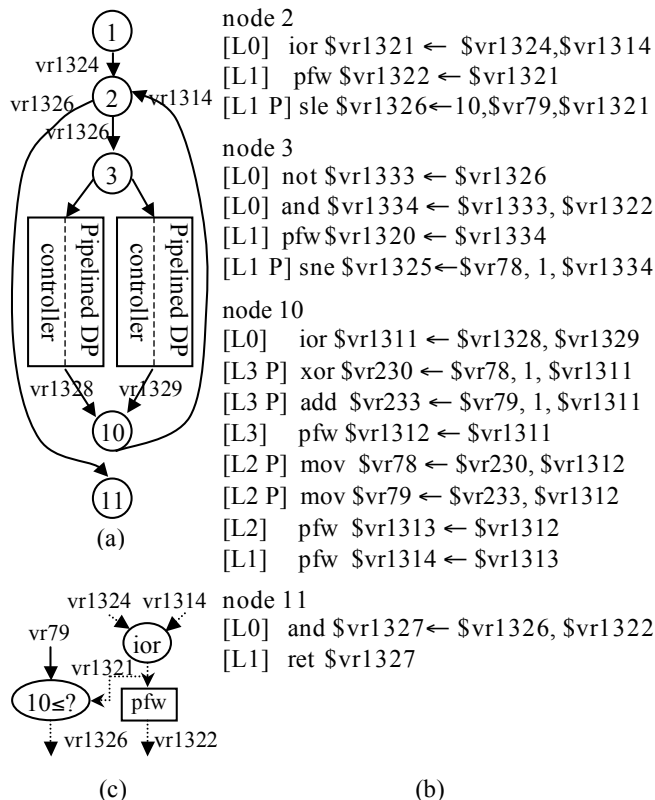 1
vr1324
vr1326
2
vr1314
vr1326
3
controller
Pipelined DP
controller
Pipelined DP
vr1328
vr1329
10
11
(a)
node 2
[L0] ior $vr1321 ← $vr1324,$vr1314
[L1] pfw $vr1322 ← $vr1321
[L1 P] sle $vr1326←10,$vr79,$vr1321
node 3
[L0] not $vr1333 ← $vr1326
[L0] and $vr1334 ← $vr1333, $vr1322
[L1] pfw$vr1320 ← $vr1334
[L1 P] sne $vr1325←$vr78, 1, $vr1334
node 10
[L0] ior $vr1311 ← $vr1328, $vr1329
[L3 P] xor $vr230 ← $vr78, 1, $vr1311
[L3 P] add $vr233 ← $vr79, 1, $vr1311
[L3] pfw $vr1312 ← $vr1311
[L2 P] mov $vr78 ← $vr230, $vr1312
[L2 P] mov $vr79 ← $vr233, $vr1312
[L2] pfw $vr1313 ← $vr1312
[L1] pfw $vr1314 ← $vr1313
node 11
[L0] and $vr1327← $vr1326, $vr1322
[L1] ret $vr1327
vr1324 vr1314
vr79
ior
vr1321
10≤?
pfw
vr1326
vr1322
(c)
(b)